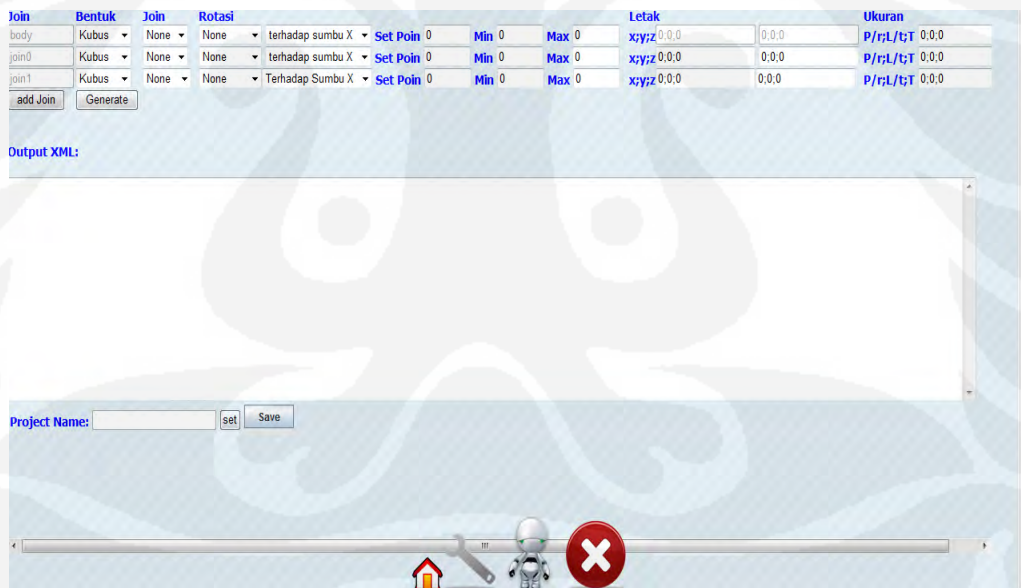 Join Bentuk Join Rotasi Letak Ukuran
body Kubus None None terhadap sumbu X Set Poin 0 Min 0 Max 0 x;y;z 0;0;0 0;0;0 P/r;L/t;T 0;0;0
join0 Kubus None None terhadap sumbu X Set Poin 0 Min 0 Max 0 x;y;z 0;0;0 0;0;0 P/r;L/t;T 0;0;0
join1 Kubus None None Terhadap Sumbu X Set Poin 0 Min 0 Max 0 x;y;z 0;0;0 0;0;0 P/r;L/t;T 0;0;0
add Join Generate
Output XML:
Project Name: set Save